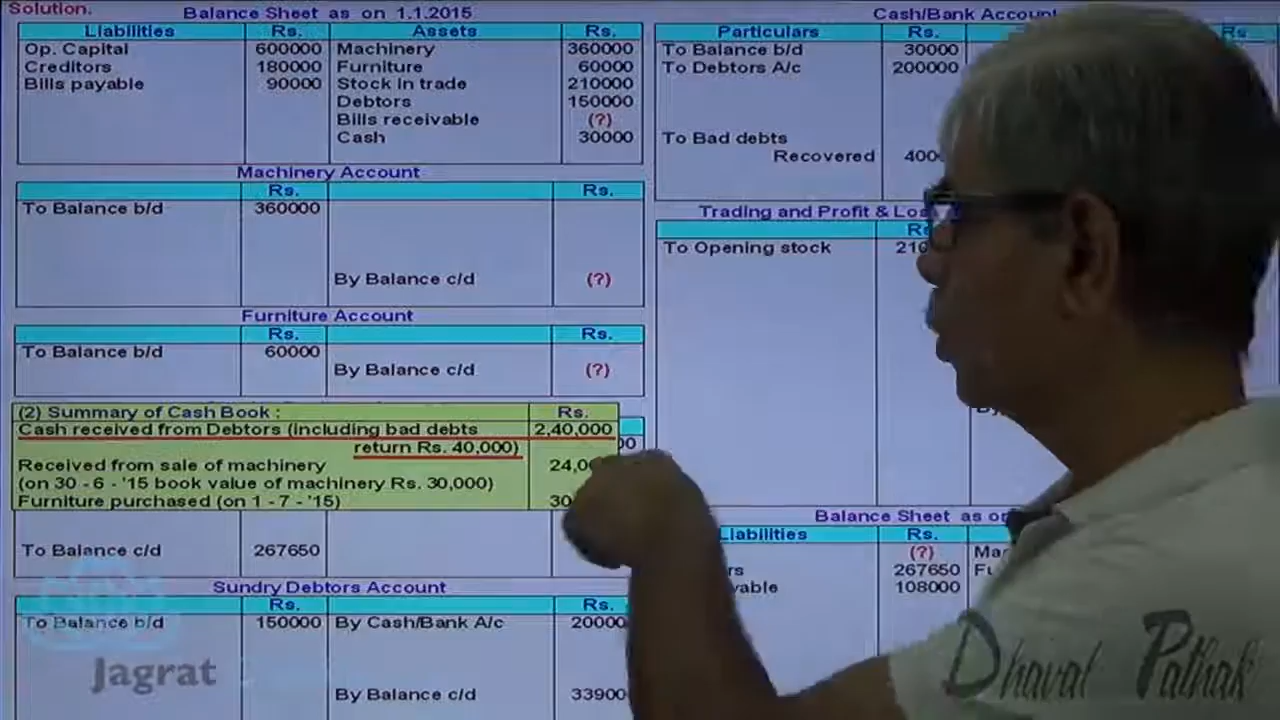 Solution.
Balance Sheet as on 1.1.2015
Liabilities Rs. Assets Rs.
Op. Capital 600000 Machinery 360000
Creditors 180000 Furniture 60000
Bills payable 90000 Stock in trade 210000
Debtors 150000
Bills receivable (?)
Cash 30000
Machinery Account
Rs. Rs.
To Balance b/d 360000
By Balance c/d (?)
Furniture Account
Rs. Rs.
To Balance b/d 60000
By Balance c/d (?)
(2) Summary of Cash Book : Rs.
Cash received from Debtors (including bad debts 2,40,000
return Rs. 40,000)
Received from sale of machinery
(on 30 - 6 - '15 book value of machinery Rs. 30,000)
Furniture purchased (on 1 - 7 - '15)
To Balance c/d 267650
Sundry Debtors Account
Rs. Rs.
To Balance b/d 150000 By Cash/Bank A/c
By Balance c/d
Cash/Bank Account
Particulars Rs. Rs
To Balance b/d 30000
To Debtors A/c 200000
To Bad debts
Recovered
Trading and Profit &
To Opening stock
Balance Sheet as
Liabilities Rs.
(?)
267650
108000
Jagrat
Dhaval Pathak